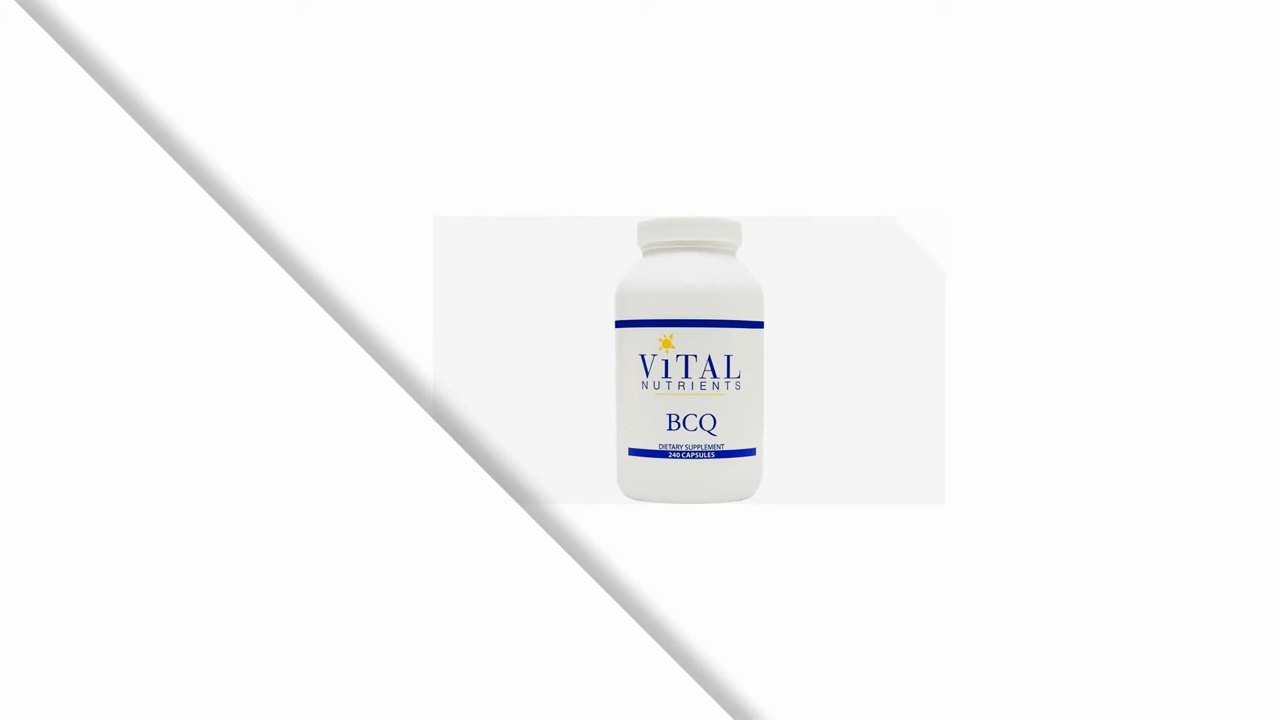 ViTAL
NUTRIENTS
BCQ
DIETARY SUPPLEMENT
240 CAPSULES